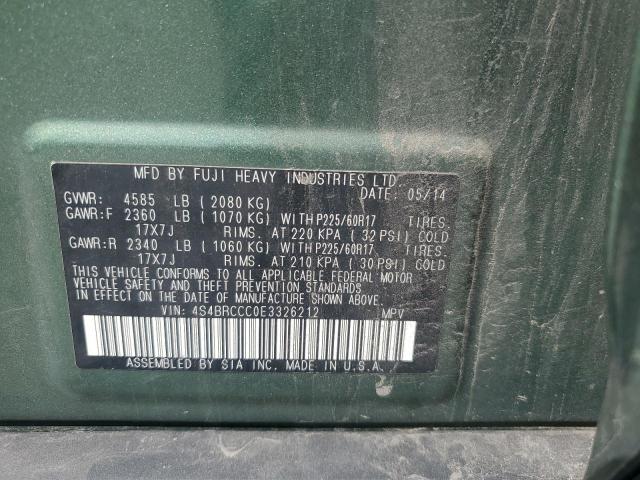 MFD BY FUJI HEAVY INDUSTRIES LTD.
GVWR: 4585 LB (2080 KG) DATE: 05/14
GAWR:F 2360 LB (1070 KG) WITH P225/60R17 TIRES.
17X7J RIMS. AT 220 KPA (32 PSI) COLD
GAWR:R 2340 LB (1060 KG) WITH P225/60R17 TIRES.
17X7J RIMS. AT 210 KPA (30 PSI) COLD
THIS VEHICLE CONFORMS TO ALL APPLICABLE FEDERAL MOTOR
VEHICLE SAFETY AND THEFT PREVENTION STANDARDS
IN EFFECT ON THE DATE OF MANUFACTURE SHOWN ABOVE.
VIN: 4S4BRCCC0E3326212 MPV
ASSEMBLED BY SIA INC. MADE IN U.S.A.